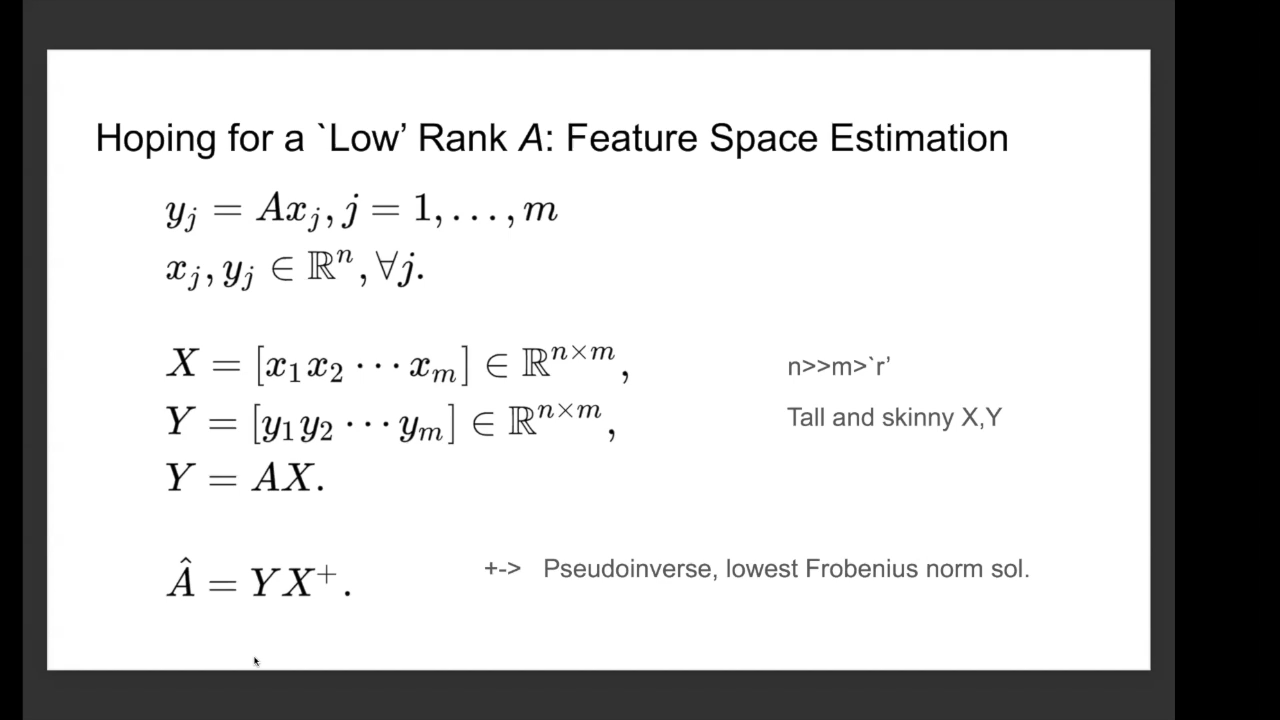 Hoping for a `Low’ Rank A: Feature Space Estimation
y_j = Ax_j, j = 1, . . . , m
x_j, y_j ∈ ℝ^n, ∀j.
X = [x_1 x_2 ··· x_m] ∈ ℝ^{n×m},
n>>m>`r’
Y = [y_1 y_2 ··· y_m] ∈ ℝ^{n×m},
Tall and skinny X,Y
Y = AX.
Â = YX^+.
+-> Pseudoinverse, lowest Frobenius norm sol.